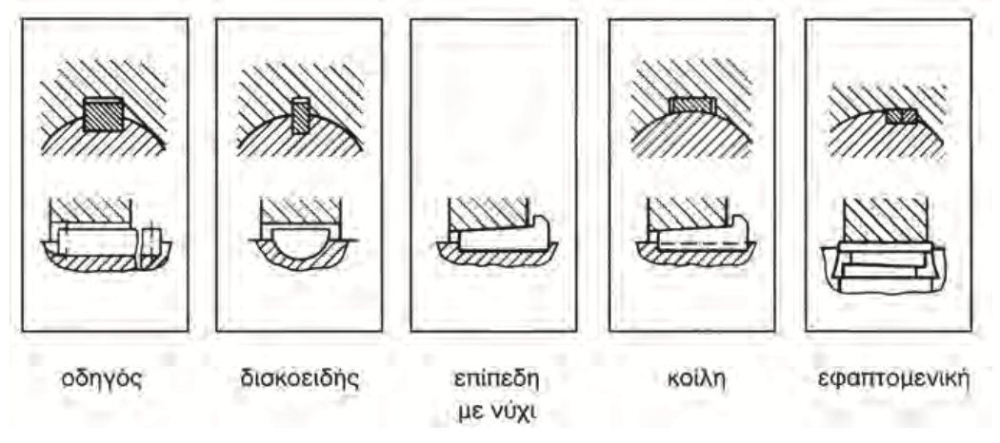 οδηγός
δισκοειδής
επίπεδη
με νύχι
κοίλη
εφαπτομενική